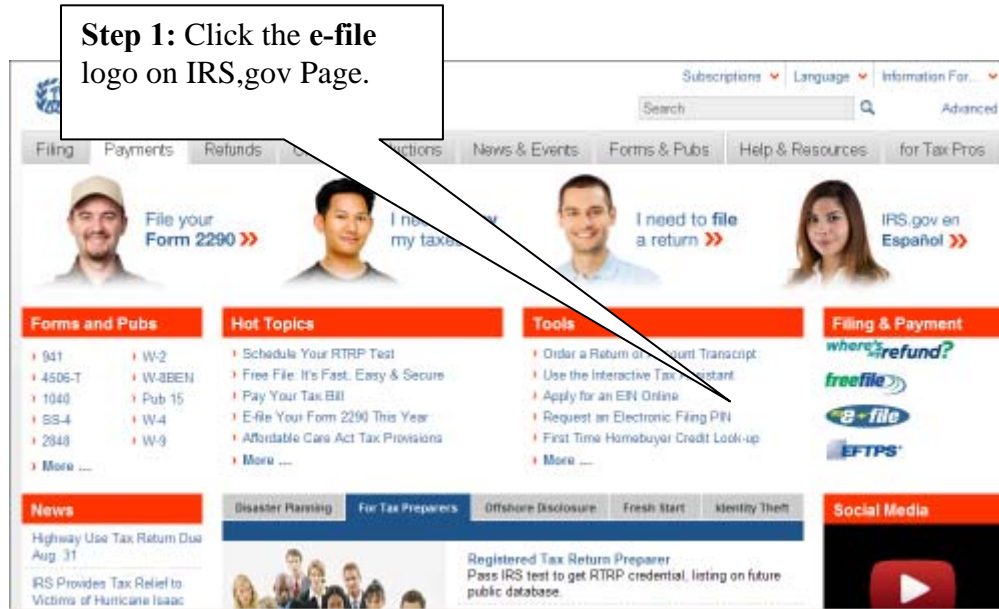 Step 1: Click the e-file
logo on IRS,gov Page.
Subscriptions Language Information For...
Search Advanced
Filing Payments Refunds News & Events Forms & Pubs Help & Resources for Tax Pros
File your
Form 2290
I need
my taxes
I need to file
a return
IRS.gov en
Español
Forms and Pubs
941 W-2
4506-T W-8BEN
1040 Pub 15
SS-4 W-4
2848 W-9
More ....
Hot Topics
Schedule Your RTRP Test
Free File: It's Fast, Easy & Secure
Pay Your Tax Bill
E-file Your Form 2290 This Year
Affordable Care Act Tax Provisions
More ....
Tools
Order a Return or Account Transcript
Use the Interactive Tax Assistant
Apply for an EIN Online
Request an Electronic Filing PIN
First Time Homebuyer Credit Look-up
More ....
Filing & Payment
where's refund?
freefile
e-file
EFTPS
News
Highway Use Tax Return Due
Aug. 31
IRS Provides Tax Relief to
Victims of Hurricane Isaac
Disaster Planning For Tax Preparers Offshore Disclosure Fresh Start Identity Theft
Registered Tax Return Preparer
Pass IRS test to get RTRP credential, listing on future
public database.
Social Media